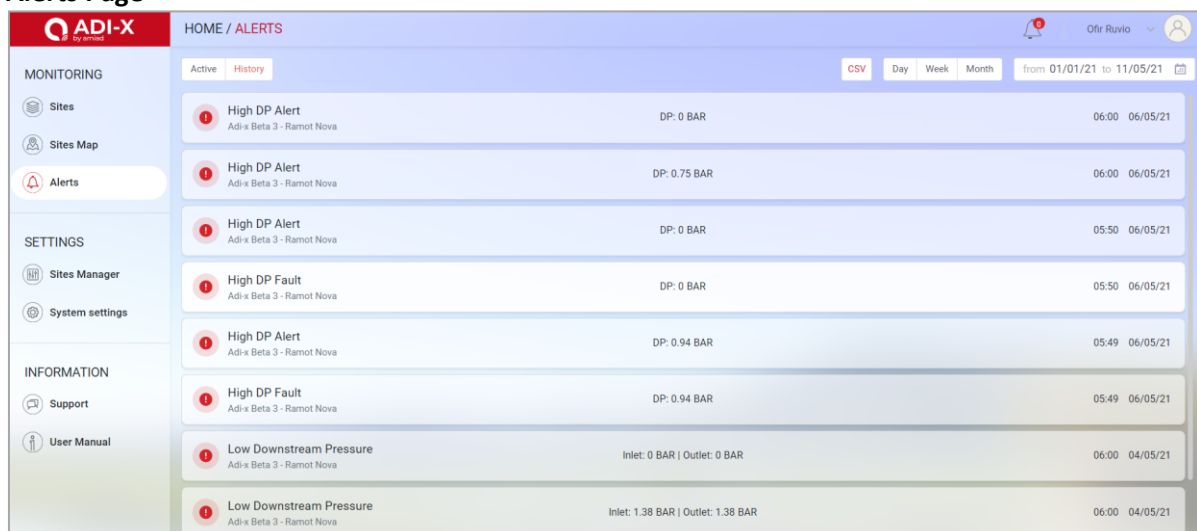 Alerts Page
ADI-X
by amiad
HOME / ALERTS
0
Ofir Ruvio
MONITORING
Sites
Sites Map
Alerts
SETTINGS
Sites Manager
System settings
INFORMATION
Support
User Manual
Active History
CSV Day Week Month from 01/01/21 to 11/05/21
High DP Alert DP: 0 BAR 06:00 06/05/21
Adi-x Beta 3 - Ramot Nova
High DP Alert DP: 0.75 BAR 06:00 06/05/21
Adi-x Beta 3 - Ramot Nova
High DP Alert DP: 0 BAR 05:50 06/05/21
Adi-x Beta 3 - Ramot Nova
High DP Fault DP: 0 BAR 05:50 06/05/21
Adi-x Beta 3 - Ramot Nova
High DP Alert DP: 0.94 BAR 05:49 06/05/21
Adi-x Beta 3 - Ramot Nova
High DP Fault DP: 0.94 BAR 05:49 06/05/21
Adi-x Beta 3 - Ramot Nova
Low Downstream Pressure Inlet: 0 BAR | Outlet: 0 BAR 06:00 04/05/21
Adi-x Beta 3 - Ramot Nova
Low Downstream Pressure Inlet: 1.38 BAR | Outlet: 1.38 BAR 06:00 04/05/21
Adi-x Beta 3 - Ramot Nova